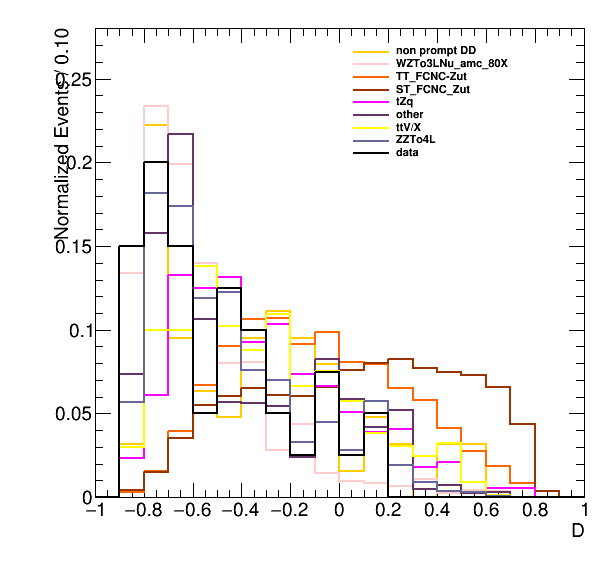 Normalized Events / 0.10
non prompt DD
WZTo3LNu_amc_80X
TT_FCNC-Zut
ST_FCNC_Zut
tZq
other
ttV/X
ZZTo4L
data
0.25
0.2
0.15
0.1
0.05
0
−1 −0.8 −0.6 −0.4 −0.2 0 0.2 0.4 0.6 0.8 1
D